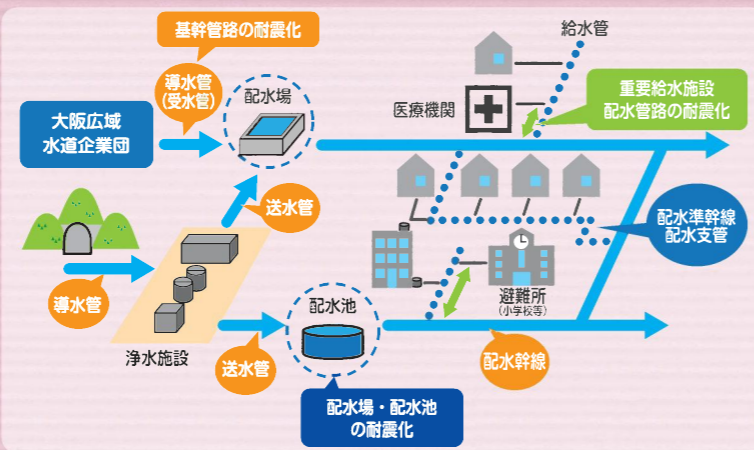 基幹管路の耐震化
導水管
(受水管)
配水場
給水管
医療機関
重要給水施設
配水管路の耐震化
大阪広域
水道企業団
送水管
配水準幹線
配水支管
導水管
浄水施設
送水管
配水池
避難所
(小学校等)
配水幹線
配水場・配水池
の耐震化